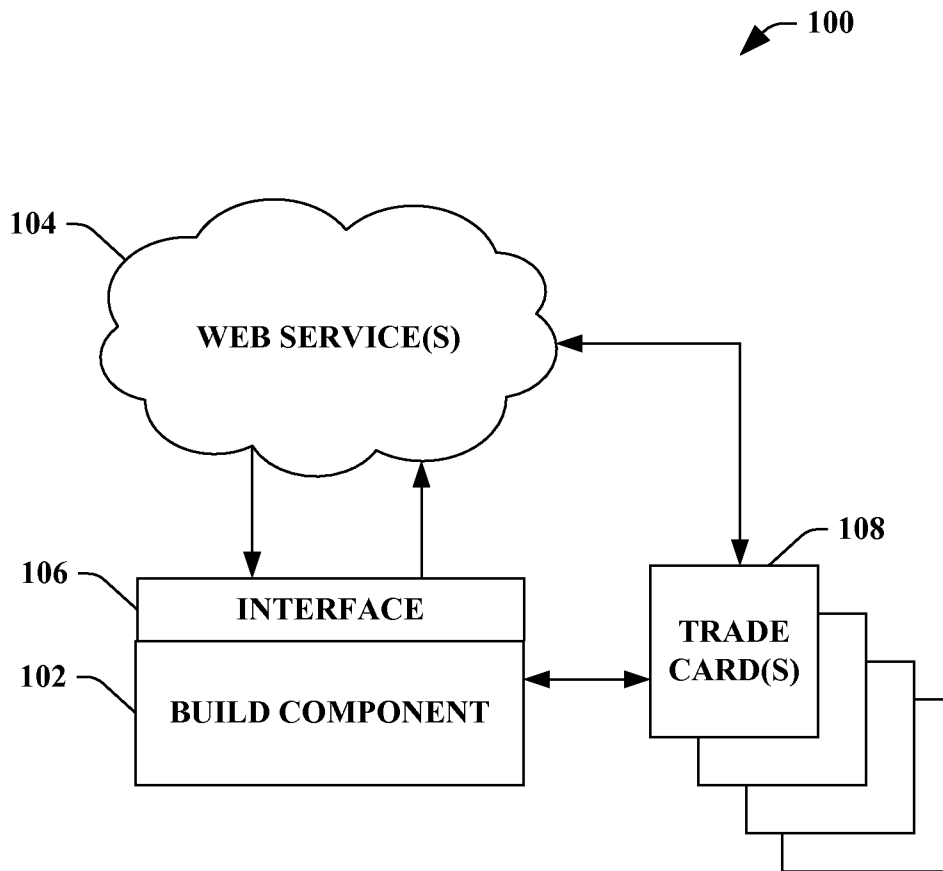 100
104
WEB SERVICE(S)
108
106
INTERFACE
TRADE
CARD(S)
102
BUILD COMPONENT